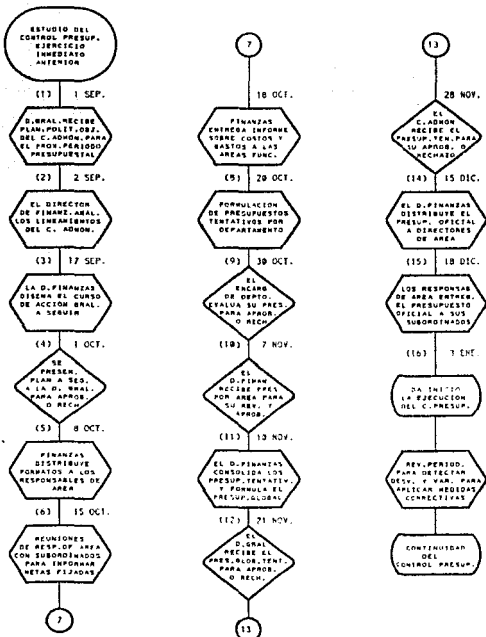 ESTUDIO DEL
CONTROL PRESUP.
EJERCICIO
INMEDIATO
ANTERIOR
(1) 1 SEP.
D.GRAL.RECIBE
PLAN,POLIT,OBJ.
DEL C.ADMON.PARA
EL PROX.PERIODO
PRESUPUESTAL
(2) 2 SEP.
EL DIRECTOR
DE FINANZ.ANAL.
LOS LINEAMIENTOS
DEL C. ADMON.
(3) 17 SEP.
LA D.FINANZAS
DISENA EL CURSO
DE ACCION GRAL.
A SEGUIR
(4) 1 OCT.
SE
PRESEN.
PLAN A SEG.
A LA D. GRAL.
PARA APROB.
O RECH.
(5) 8 OCT.
FINANZAS
DISTRIBUYE
FORMATOS A LOS
RESPONSABLES DE
AREA
(6) 15 OCT.
REUNIONES
DE RESP.DE AREA
CON SUBORDINADOS
PARA INFORMAR
METAS FIJADAS
7
7
18 OCT.
FINANZAS
ENTREGA INFORME
SOBRE COSTOS Y
GASTOS A LAS
AREAS FUNC.
(8) 20 OCT.
FORMULACION
DE PRESUPUESTOS
TENTATIVOS POR
DEPARTAMENTO
(9) 30 OCT.
EL
ENCARG
DE DEPTO.
EVALUA SU PRES.
PARA APROB.
O RECH.
(10) 7 NOV.
EL
D.FINAN
RECIBE PRES
POR AREA PARA
SU REV. Y
APROB.
(11) 10 NOV.
EL D.FINANZAS
CONSOLIDA LOS
PRESUP.TENTATIV.
Y FORMULA EL
PRESUP.GLOBAL
(12) 21 NOV.
EL
D.GRAL
RECIBE EL
PRES.GLOB.TENT.
PARA APROB.
O RECH.
13
13
28 NOV.
EL
C.ADMON
RECIBE EL
PRESUP.TEN.PARA
SU APROB. O
RECHAZO
(14) 15 DIC.
EL D.FINANZAS
DISTRIBUYE EL
PRESUP. OFICIAL
A DIRECTORES
DE AREA
(15) 18 DIC.
LOS RESPONSAS
DE AREA ENTREG.
EL PRESUPUESTO
OFICIAL A SUS
SUBORDINADOS
(16) 3 ENE.
DA INICIO
LA EJECUCION
DEL C.PRESUP.
REV.PERIOD.
PARA DETECTAR
DESV. Y VAR. PARA
APLICAR MEDIDAS
CORRECTIVAS
CONTINUIDAD
DEL
CONTROL PRESUP.